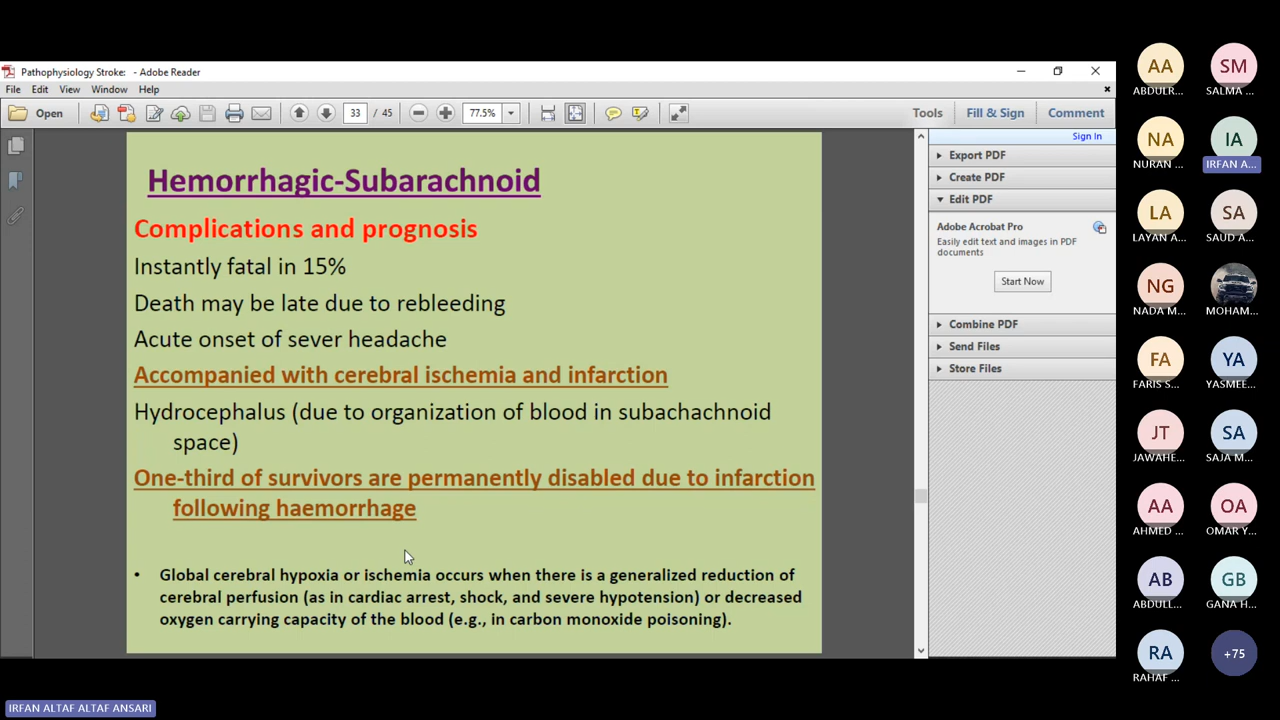 Pathophysiology Stroke: - Adobe Reader
File Edit View Window Help
Open 33 / 45 77.5% Tools Fill & Sign Comment
Sign In
Export PDF
Create PDF
Edit PDF
Adobe Acrobat Pro
Easily edit text and images in PDF
documents
Start Now
Combine PDF
Send Files
Store Files
Hemorrhagic-Subarachnoid
Complications and prognosis
Instantly fatal in 15%
Death may be late due to rebleeding
Acute onset of sever headache
Accompanied with cerebral ischemia and infarction
Hydrocephalus (due to organization of blood in subachachnoid
space)
One-third of survivors are permanently disabled due to infarction
following haemorrhage
• Global cerebral hypoxia or ischemia occurs when there is a generalized reduction of
cerebral perfusion (as in cardiac arrest, shock, and severe hypotension) or decreased
oxygen carrying capacity of the blood (e.g., in carbon monoxide poisoning).
AA SM
ABDULR... SALMA ...
NA IA
NURAN ... IRFAN A...
LA SA
LAYAN A... SAUD A...
NG
NADA M... MOHAM...
FA YA
FARIS S... YASMEE...
JT SA
JAWAHE... SAJA M...
AA OA
AHMED ... OMAR Y...
AB GB
ABDULL... GANA H...
RA +75
RAHAF ...
IRFAN ALTAF ALTAF ANSARI